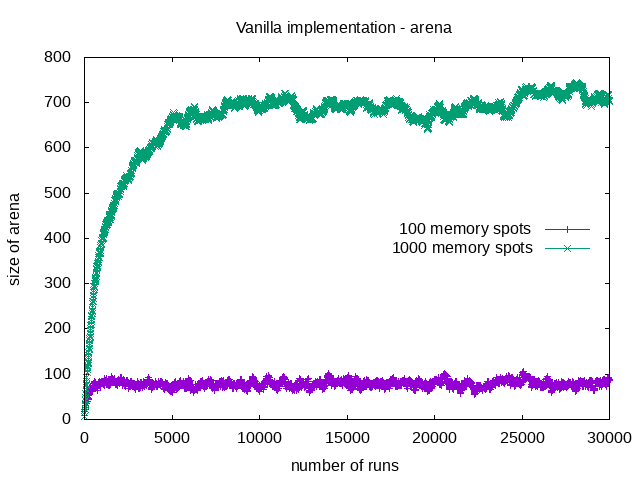 Vanilla implementation - arena
800
700
600
500
400
300
200
100
0
size of arena
100 memory spots
1000 memory spots
0 5000 10000 15000 20000 25000 30000
number of runs